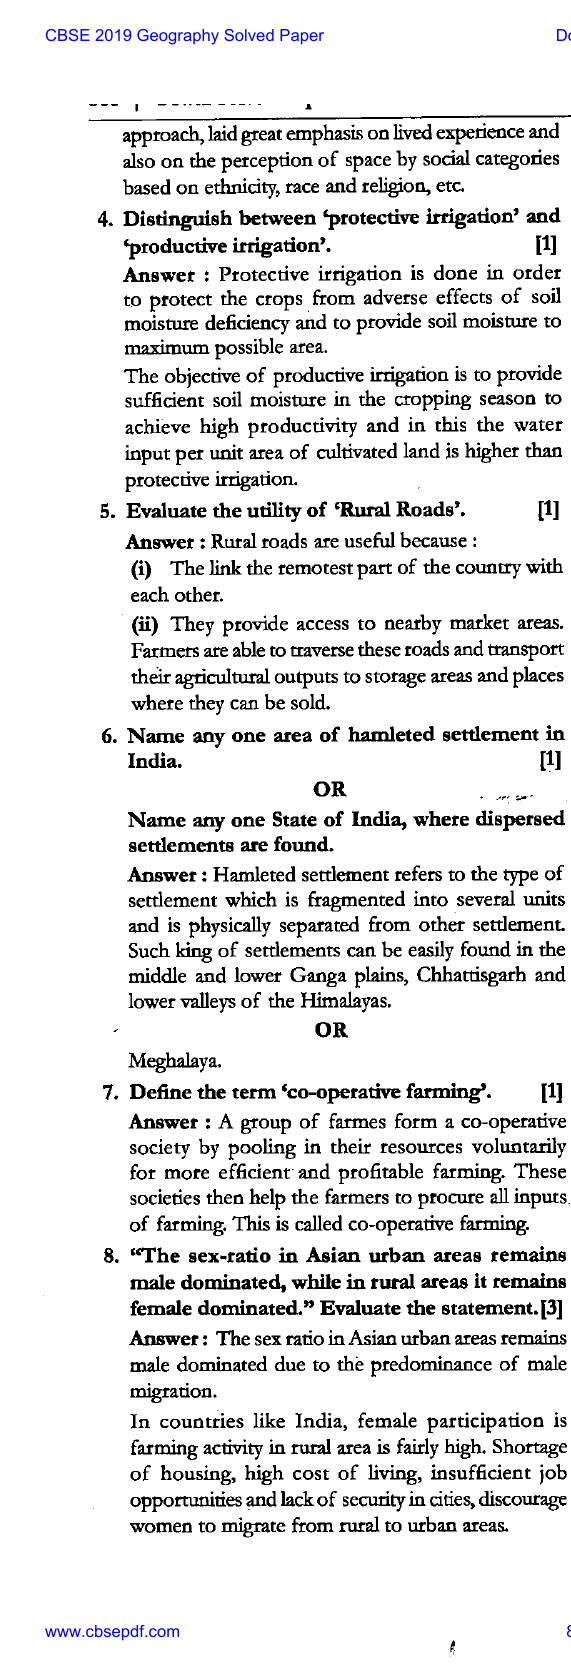 CBSE 2019 Geography Solved Paper
approach, laid great emphasis on lived experience and
also on the perception of space by social categories
based on ethnicity, race and religion, etc.
4. Distinguish between ‘protective irrigation’ and
‘productive irrigation’. [1]
Answer : Protective irrigation is done in order
to protect the crops from adverse effects of soil
moisture deficiency and to provide soil moisture to
maximum possible area.
The objective of productive irrigation is to provide
sufficient soil moisture in the cropping season to
achieve high productivity and in this the water
input per unit area of cultivated land is higher than
protective irrigation.
5. Evaluate the utility of ‘Rural Roads’. [1]
Answer : Rural roads are useful because :
(i) The link the remotest part of the country with
each other.
(ii) They provide access to nearby market areas.
Farmers are able to traverse these roads and transport
their agricultural outputs to storage areas and places
where they can be sold.
6. Name any one area of hamleted settlement in
India. [1]
OR
Name any one State of India, where dispersed
settlements are found.
Answer : Hamleted settlement refers to the type of
settlement which is fragmented into several units
and is physically separated from other settlement.
Such king of settlements can be easily found in the
middle and lower Ganga plains, Chhattisgarh and
lower valleys of the Himalayas.
OR
Meghalaya.
7. Define the term ‘co-operative farming’. [1]
Answer : A group of farmes form a co-operative
society by pooling in their resources voluntarily
for more efficient and profitable farming. These
societies then help the farmers to procure all inputs
of farming. This is called co-operative farming.
8. “The sex-ratio in Asian urban areas remains
male dominated, while in rural areas it remains
female dominated.” Evaluate the statement. [3]
Answer : The sex ratio in Asian urban areas remains
male dominated due to the predominance of male
migration.
In countries like India, female participation is
farming activity in rural area is fairly high. Shortage
of housing, high cost of living, insufficient job
opportunities and lack of security in cities, discourage
women to migrate from rural to urban areas.
www.cbsepdf.com